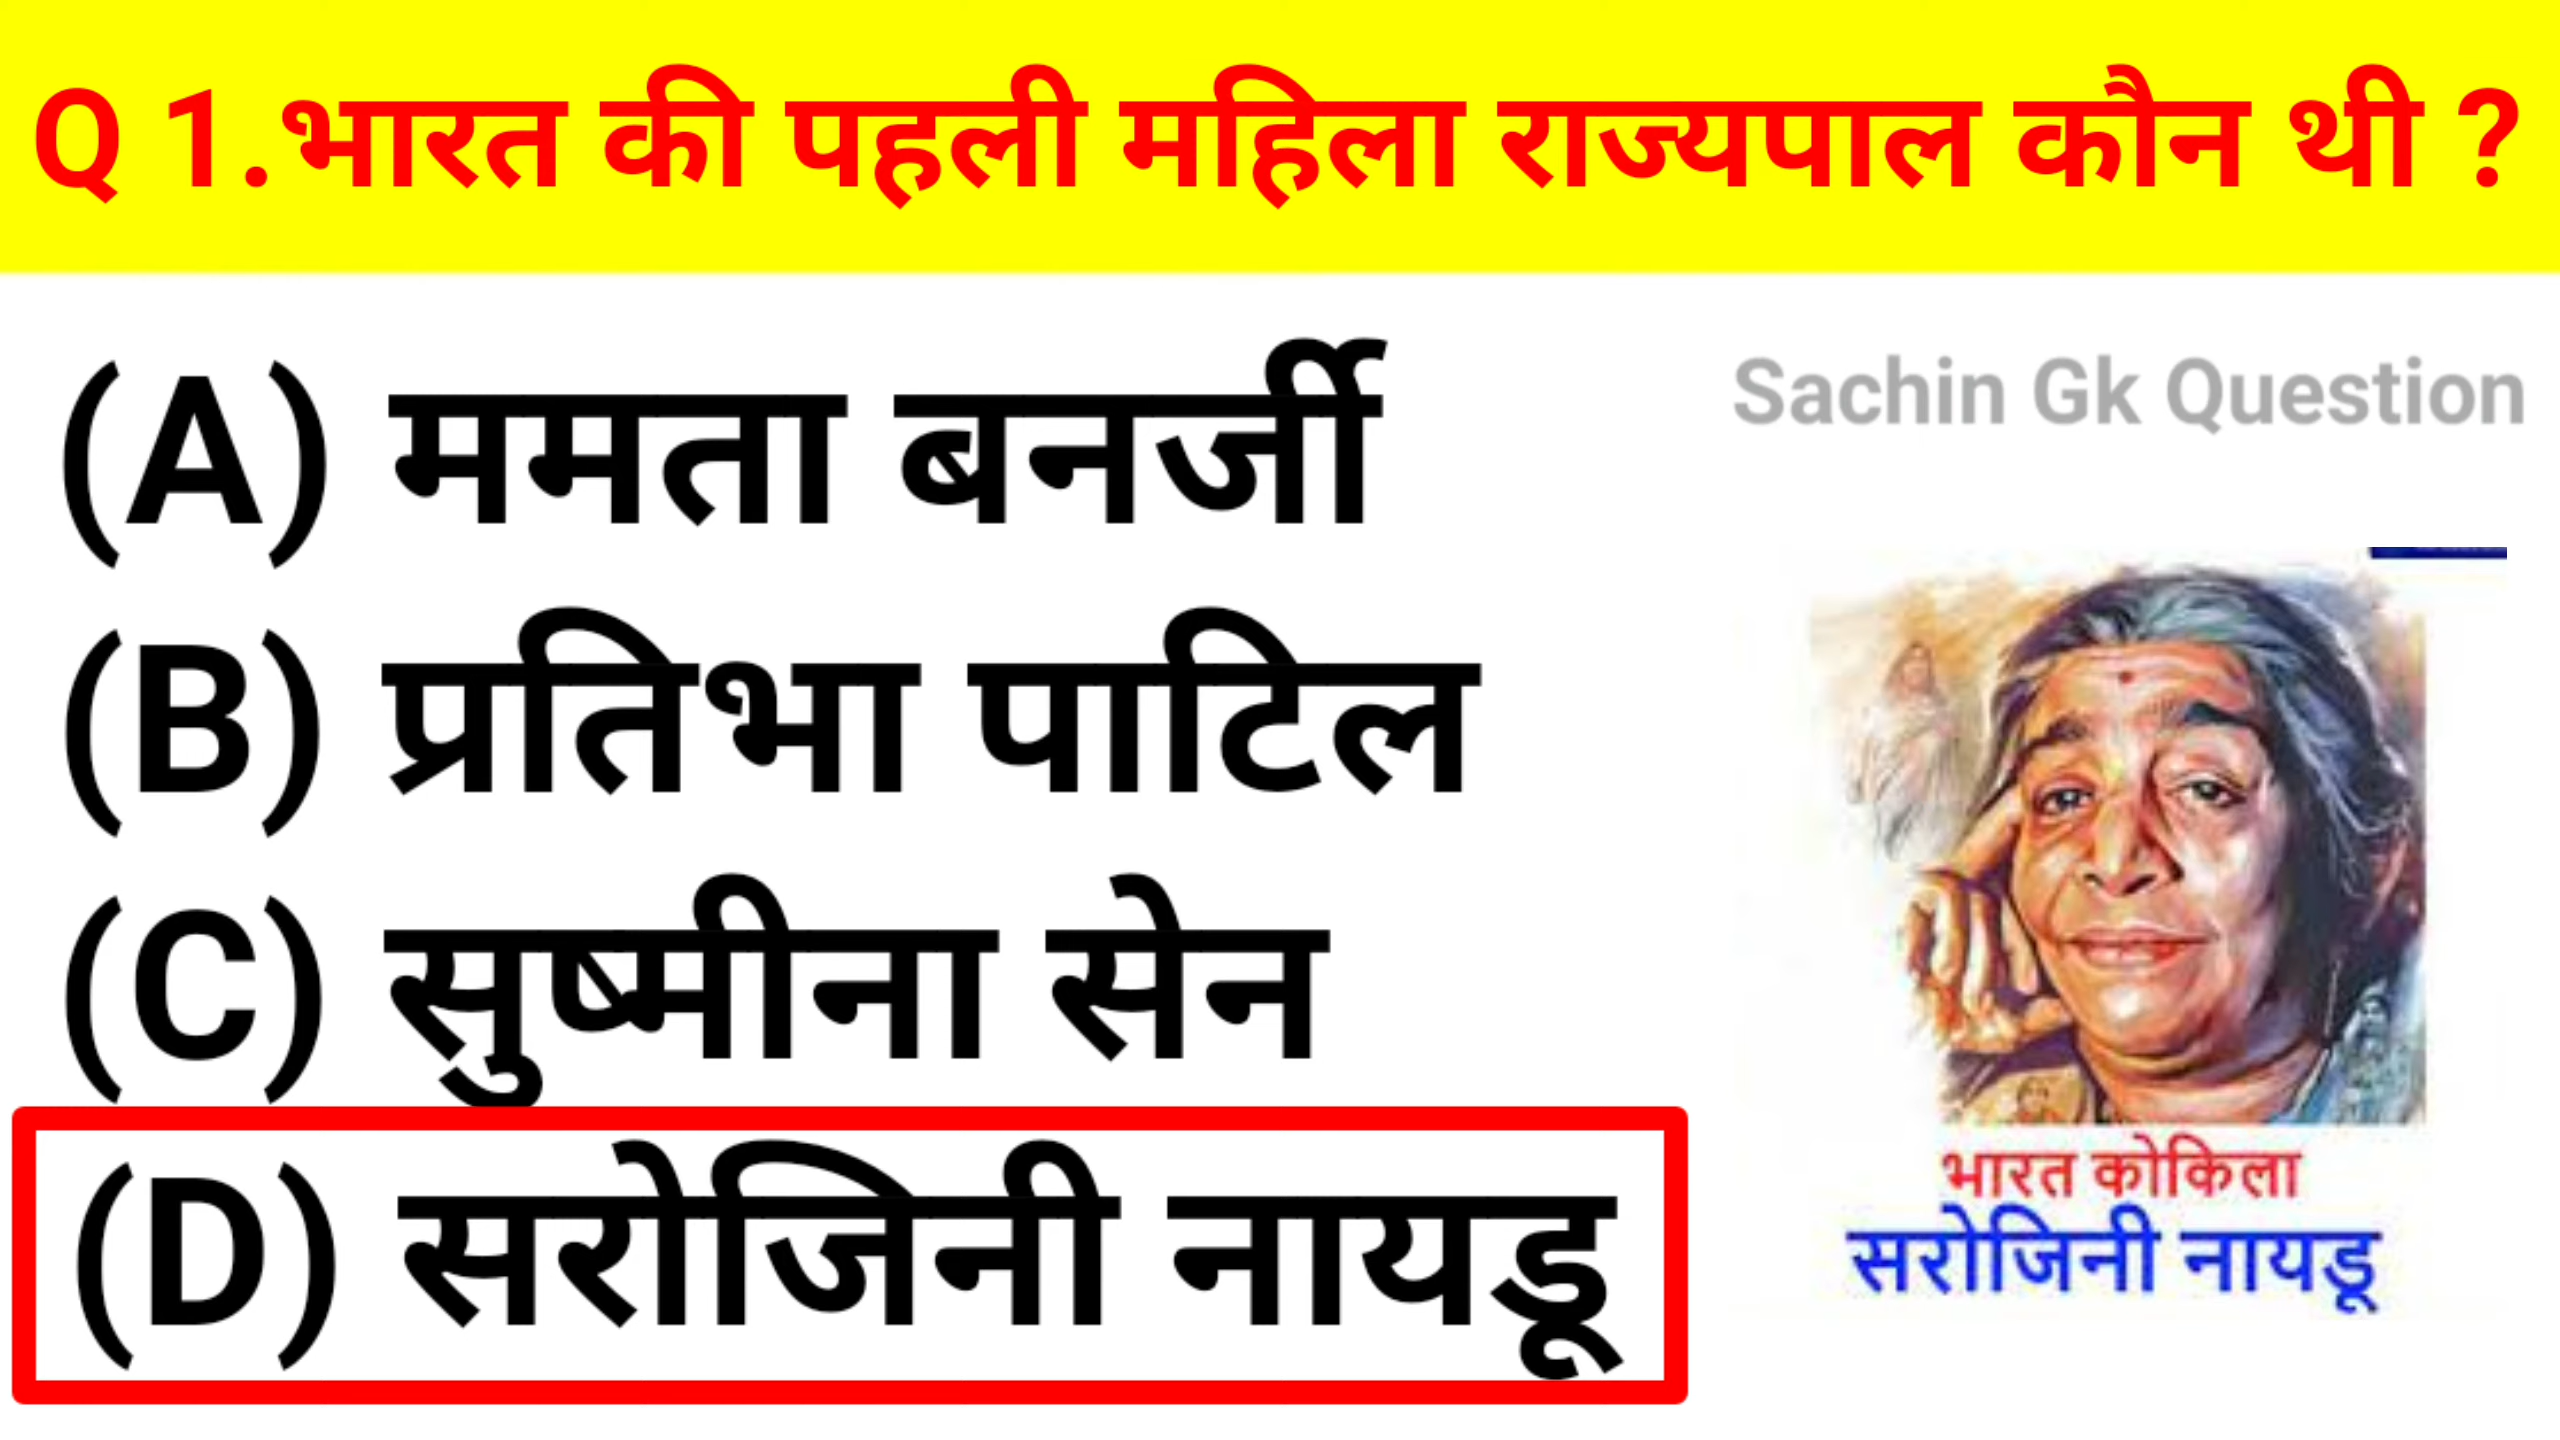 Q 1.भारत की पहली महिला राज्यपाल कौन थी ?
(A) ममता बनर्जी
Sachin Gk Question
(B) प्रतिभा पाटिल
(C) सुष्मीना सेन
(D) सरोजिनी नायडू
भारत कोकिला
सरोजिनी नायडू